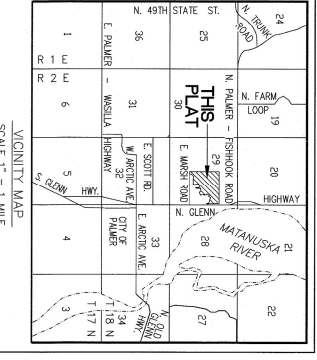 N. 49TH STATE ST.
24
N. TRUNK
ROAD
25
36
1
R 1 E
R 2 E
E. PALMER - WASILLA
HIGHWAY
N. PALMER - FISHHOOK ROAD
N. FARM
LOOP
19
30
31
6
THIS
PLAT
29
20
HIGHWAY
E. MARSH ROAD
E. SCOTT RD.
W. ARCTIC AVE.
32
5
S. GLENN
HWY.
N. GLENN
21
28
33
E. ARCTIC AVE.
CITY OF
PALMER
4
MATANUSKA
RIVER
22
27
N. OLD
GLENN
HWY.
34
T 18 N
T 17 N
3
VICINITY MAP
SCALE 1" = 1 MILE